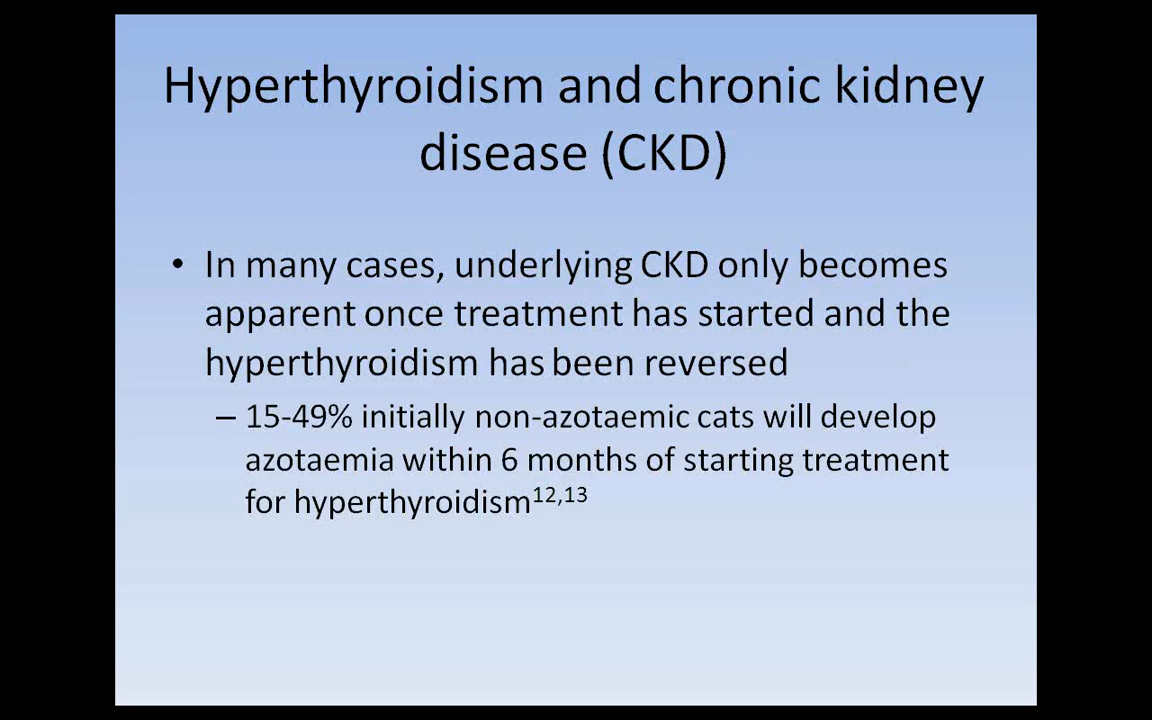 Hyperthyroidism and chronic kidney
disease (CKD)
• In many cases, underlying CKD only becomes
apparent once treatment has started and the
hyperthyroidism has been reversed
– 15-49% initially non-azotaemic cats will develop
azotaemia within 6 months of starting treatment
for hyperthyroidism12,13